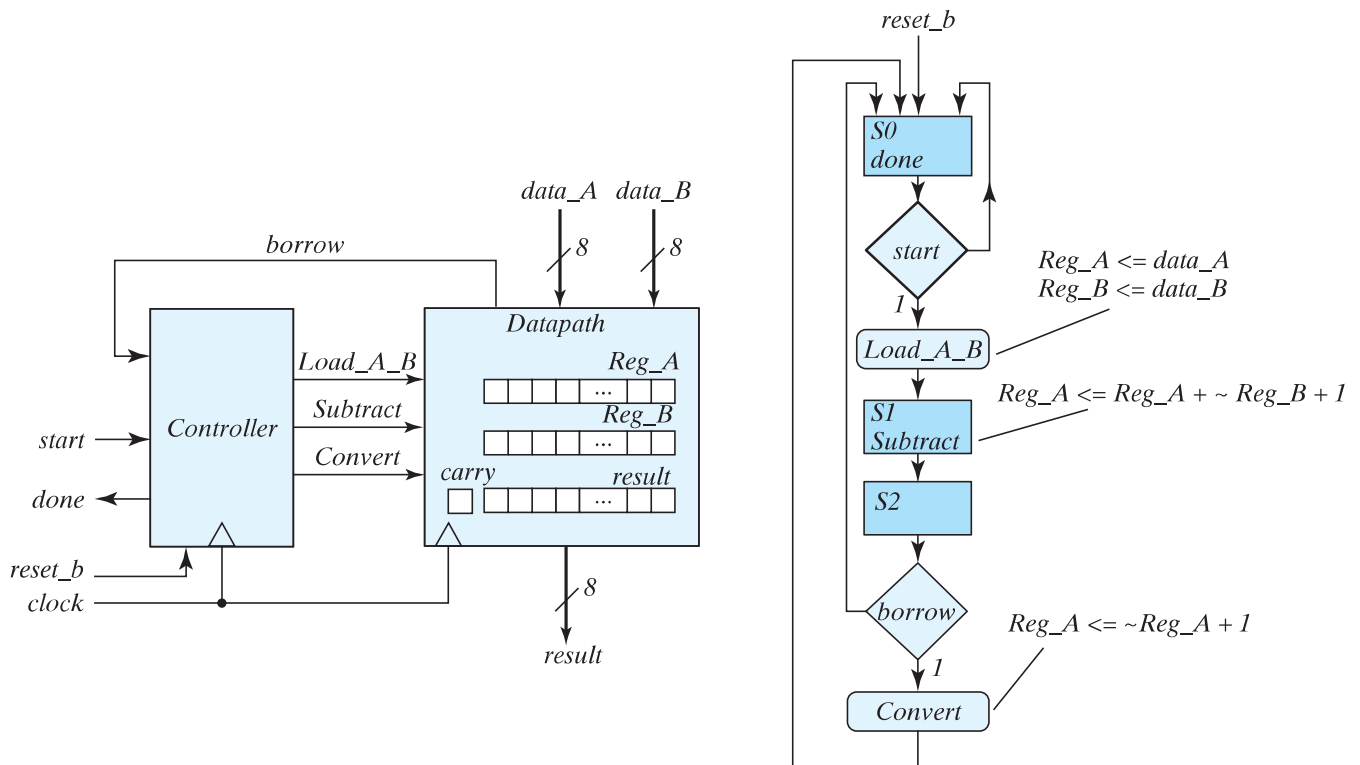 data_A data_B
8 8
borrow
Datapath
Load_A_B
Reg_A
...
Subtract
Reg_B
...
Controller
start
Convert
carry
result
...
done
reset_b
clock
8
result
reset_b
S0
done
start
1
Reg_A <= data_A
Reg_B <= data_B
Load_A_B
Reg_A <= Reg_A + ~ Reg_B + 1
S1
Subtract
S2
borrow
1
Reg_A <= ~Reg_A + 1
Convert